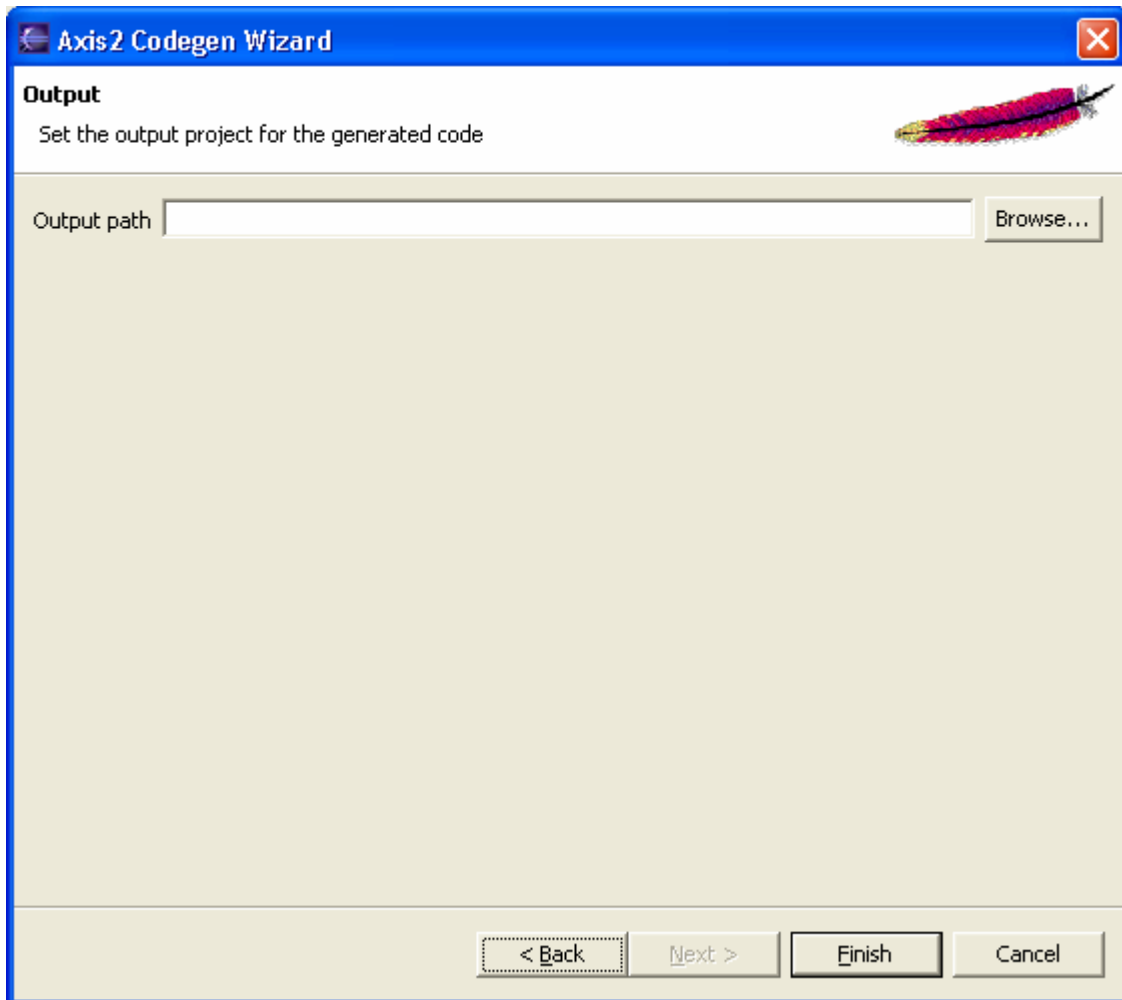 Axis2 Codegen Wizard
Output
Set the output project for the generated code
Output path
Browse...
< Back
Next >
Finish
Cancel